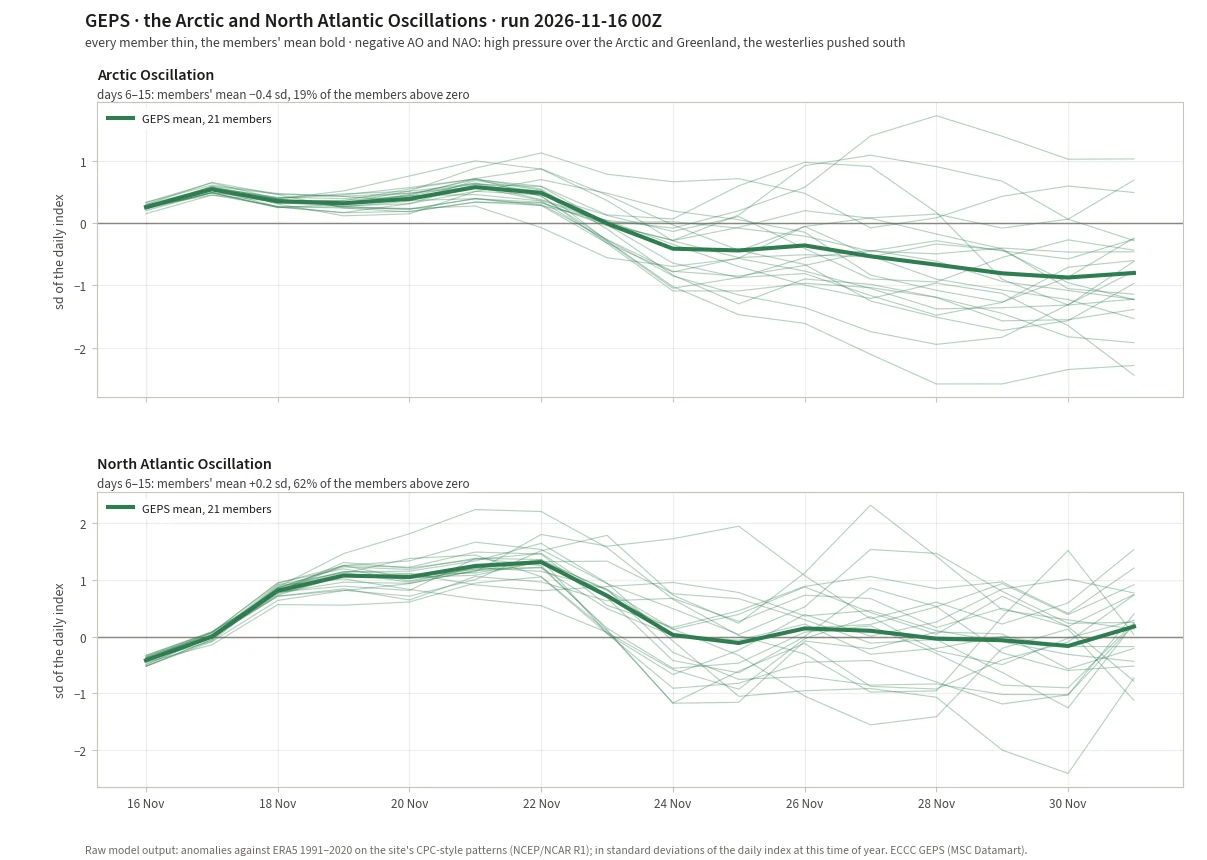 GEPS · the Arctic and North Atlantic Oscillations · run 2026-11-16 00Z
every member thin, the members' mean bold · negative AO and NAO: high pressure over the Arctic and Greenland, the westerlies pushed south
Arctic Oscillation
days 6–15: members' mean −0.4 sd, 19% of the members above zero
GEPS mean, 21 members
sd of the daily index
1
0
−1
−2
North Atlantic Oscillation
days 6–15: members' mean +0.2 sd, 62% of the members above zero
GEPS mean, 21 members
sd of the daily index
2
1
0
−1
−2
16 Nov 18 Nov 20 Nov 22 Nov 24 Nov 26 Nov 28 Nov 30 Nov
Raw model output: anomalies against ERA5 1991–2020 on the site's CPC-style patterns (NCEP/NCAR R1); in standard deviations of the daily index at this time of year. ECCC GEPS (MSC Datamart).